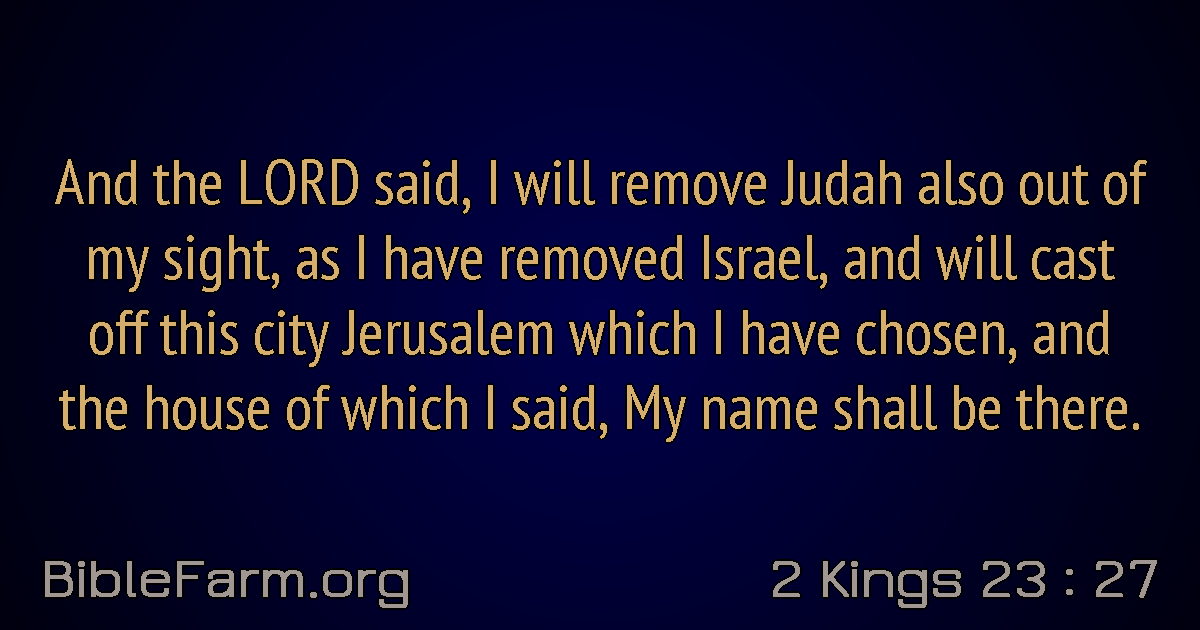 And the LORD said, I will remove Judah also out of
my sight, as I have removed Israel, and will cast
off this city Jerusalem which I have chosen, and
the house of which I said, My name shall be there.
BibleFarm.org
2 Kings 23 : 27